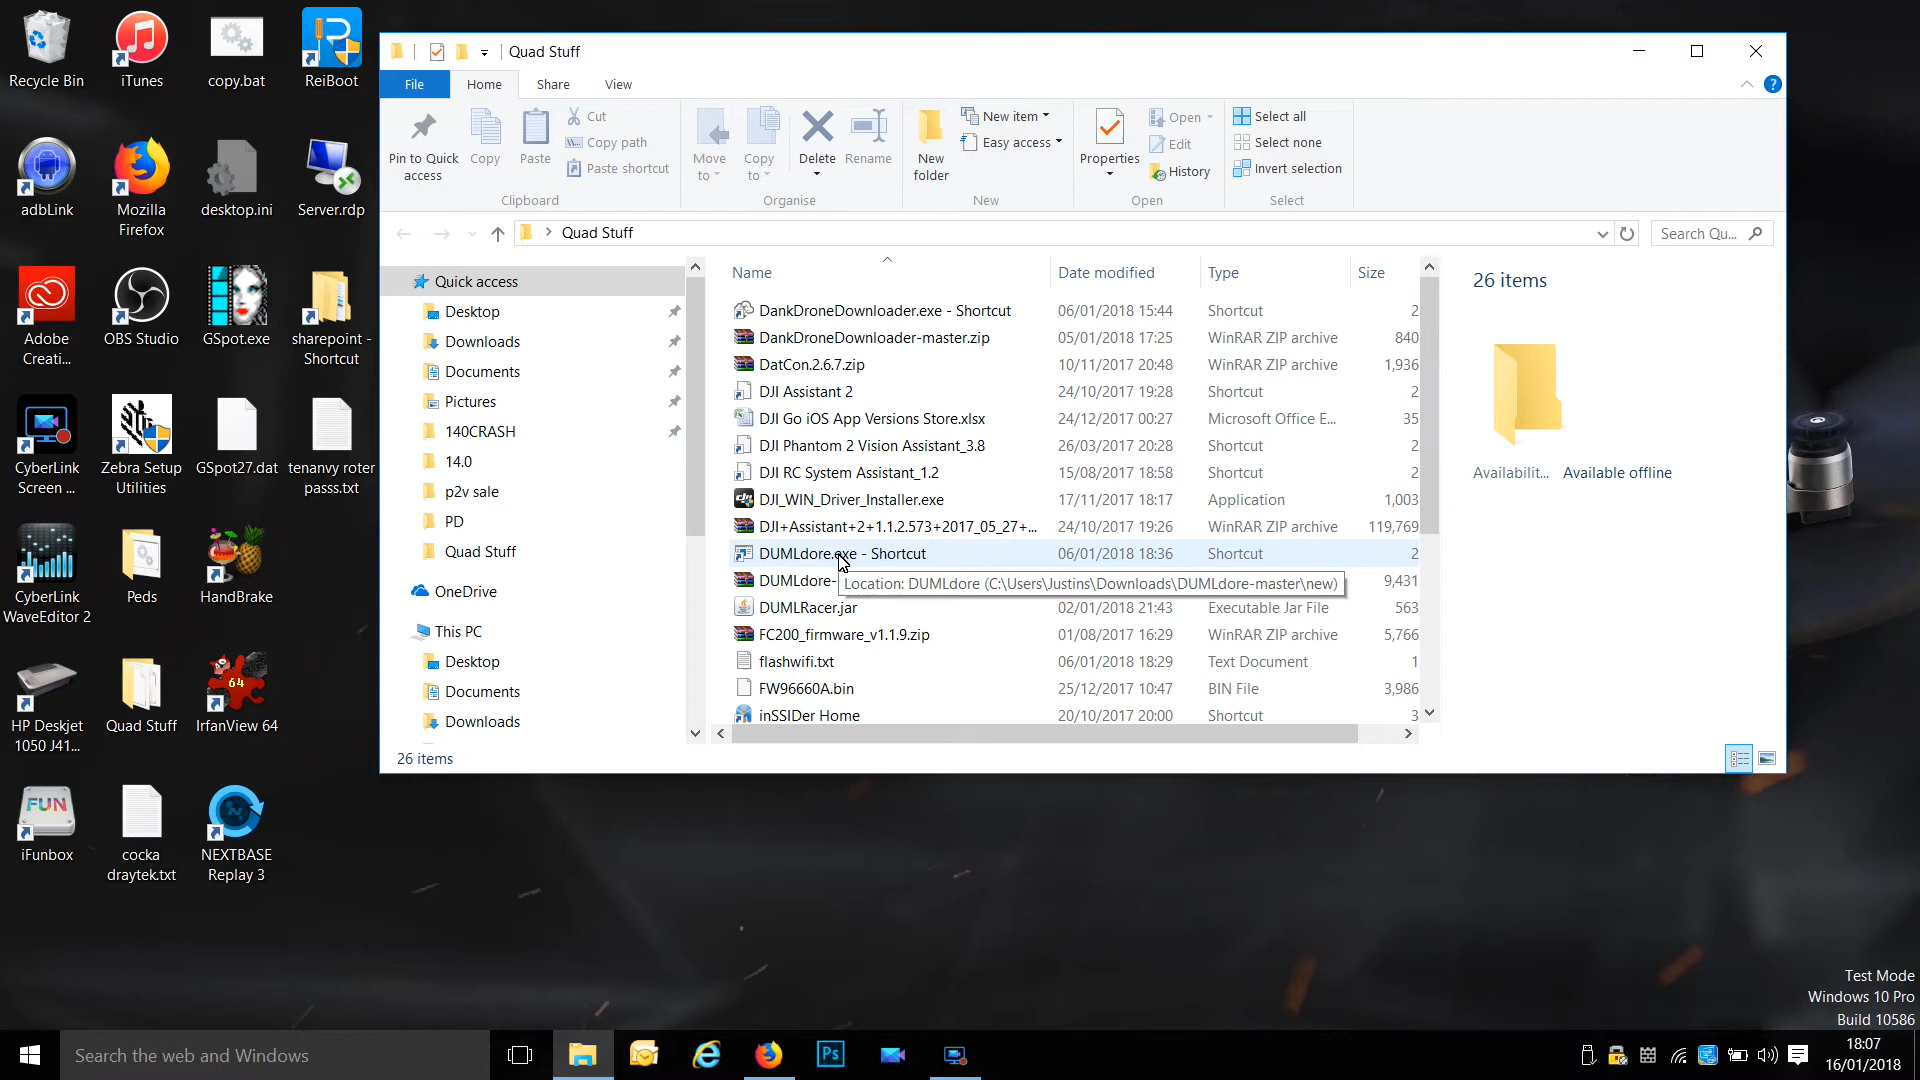 Recycle Bin
iTunes
copy.bat
ReiBoot
adbLink
Mozilla
Firefox
desktop.ini
Server.rdp
Adobe
Creati...
OBS Studio
GSpot.exe
sharepoint -
Shortcut
CyberLink
Screen ...
Zebra Setup
Utilities
GSpot27.dat
tenanvy roter
passs.txt
CyberLink
WaveEditor 2
Peds
HandBrake
HP Deskjet
1050 J41...
Quad Stuff
64
IrfanView 64
FUN
iFunbox
cocka
draytek.txt
NEXTBASE
Replay 3
Quad Stuff
File
Home
Share
View
?
Pin to Quick
access
Copy
Paste
Cut
Copy path
Paste shortcut
Clipboard
Move
to
Copy
to
Delete
Rename
Organise
New
folder
New item
Easy access
New
Properties
Open
Edit
History
Open
Select all
Select none
Invert selection
Select
Quad Stuff
Search Qu...
Quick access
Desktop
Downloads
Documents
Pictures
140CRASH
14.0
p2v sale
PD
Quad Stuff
OneDrive
This PC
Desktop
Documents
Downloads
Name Date modified Type Size
DankDroneDownloader.exe - Shortcut 06/01/2018 15:44 Shortcut 2
DankDroneDownloader-master.zip 05/01/2018 17:25 WinRAR ZIP archive 840
DatCon.2.6.7.zip 10/11/2017 20:48 WinRAR ZIP archive 1,936
DJI Assistant 2 24/10/2017 19:28 Shortcut 2
DJI Go iOS App Versions Store.xlsx 24/12/2017 00:27 Microsoft Office E... 35
DJI Phantom 2 Vision Assistant_3.8 26/03/2017 20:28 Shortcut 2
DJI RC System Assistant_1.2 15/08/2017 18:58 Shortcut 2
DJI_WIN_Driver_Installer.exe 17/11/2017 18:17 Application 1,003
DJI+Assistant+2+1.1.2.573+2017_05_27+... 24/10/2017 19:26 WinRAR ZIP archive 119,769
DUMLdore.exe - Shortcut 06/01/2018 18:36 Shortcut 2
DUMLdore- 9,431
Location: DUMLdore (C:\Users\Justins\Downloads\DUMLdore-master\new)
DUMLRacer.jar 02/01/2018 21:43 Executable Jar File 563
FC200_firmware_v1.1.9.zip 01/08/2017 16:29 WinRAR ZIP archive 5,766
flashwifi.txt 06/01/2018 18:29 Text Document 1
FW96660A.bin 25/12/2017 10:47 BIN File 3,986
inSSIDer Home 20/10/2017 20:00 Shortcut 3
26 items
Availabilit... Available offline
26 items
Test Mode
Windows 10 Pro
Build 10586
Search the web and Windows
Ps
18:07
16/01/2018